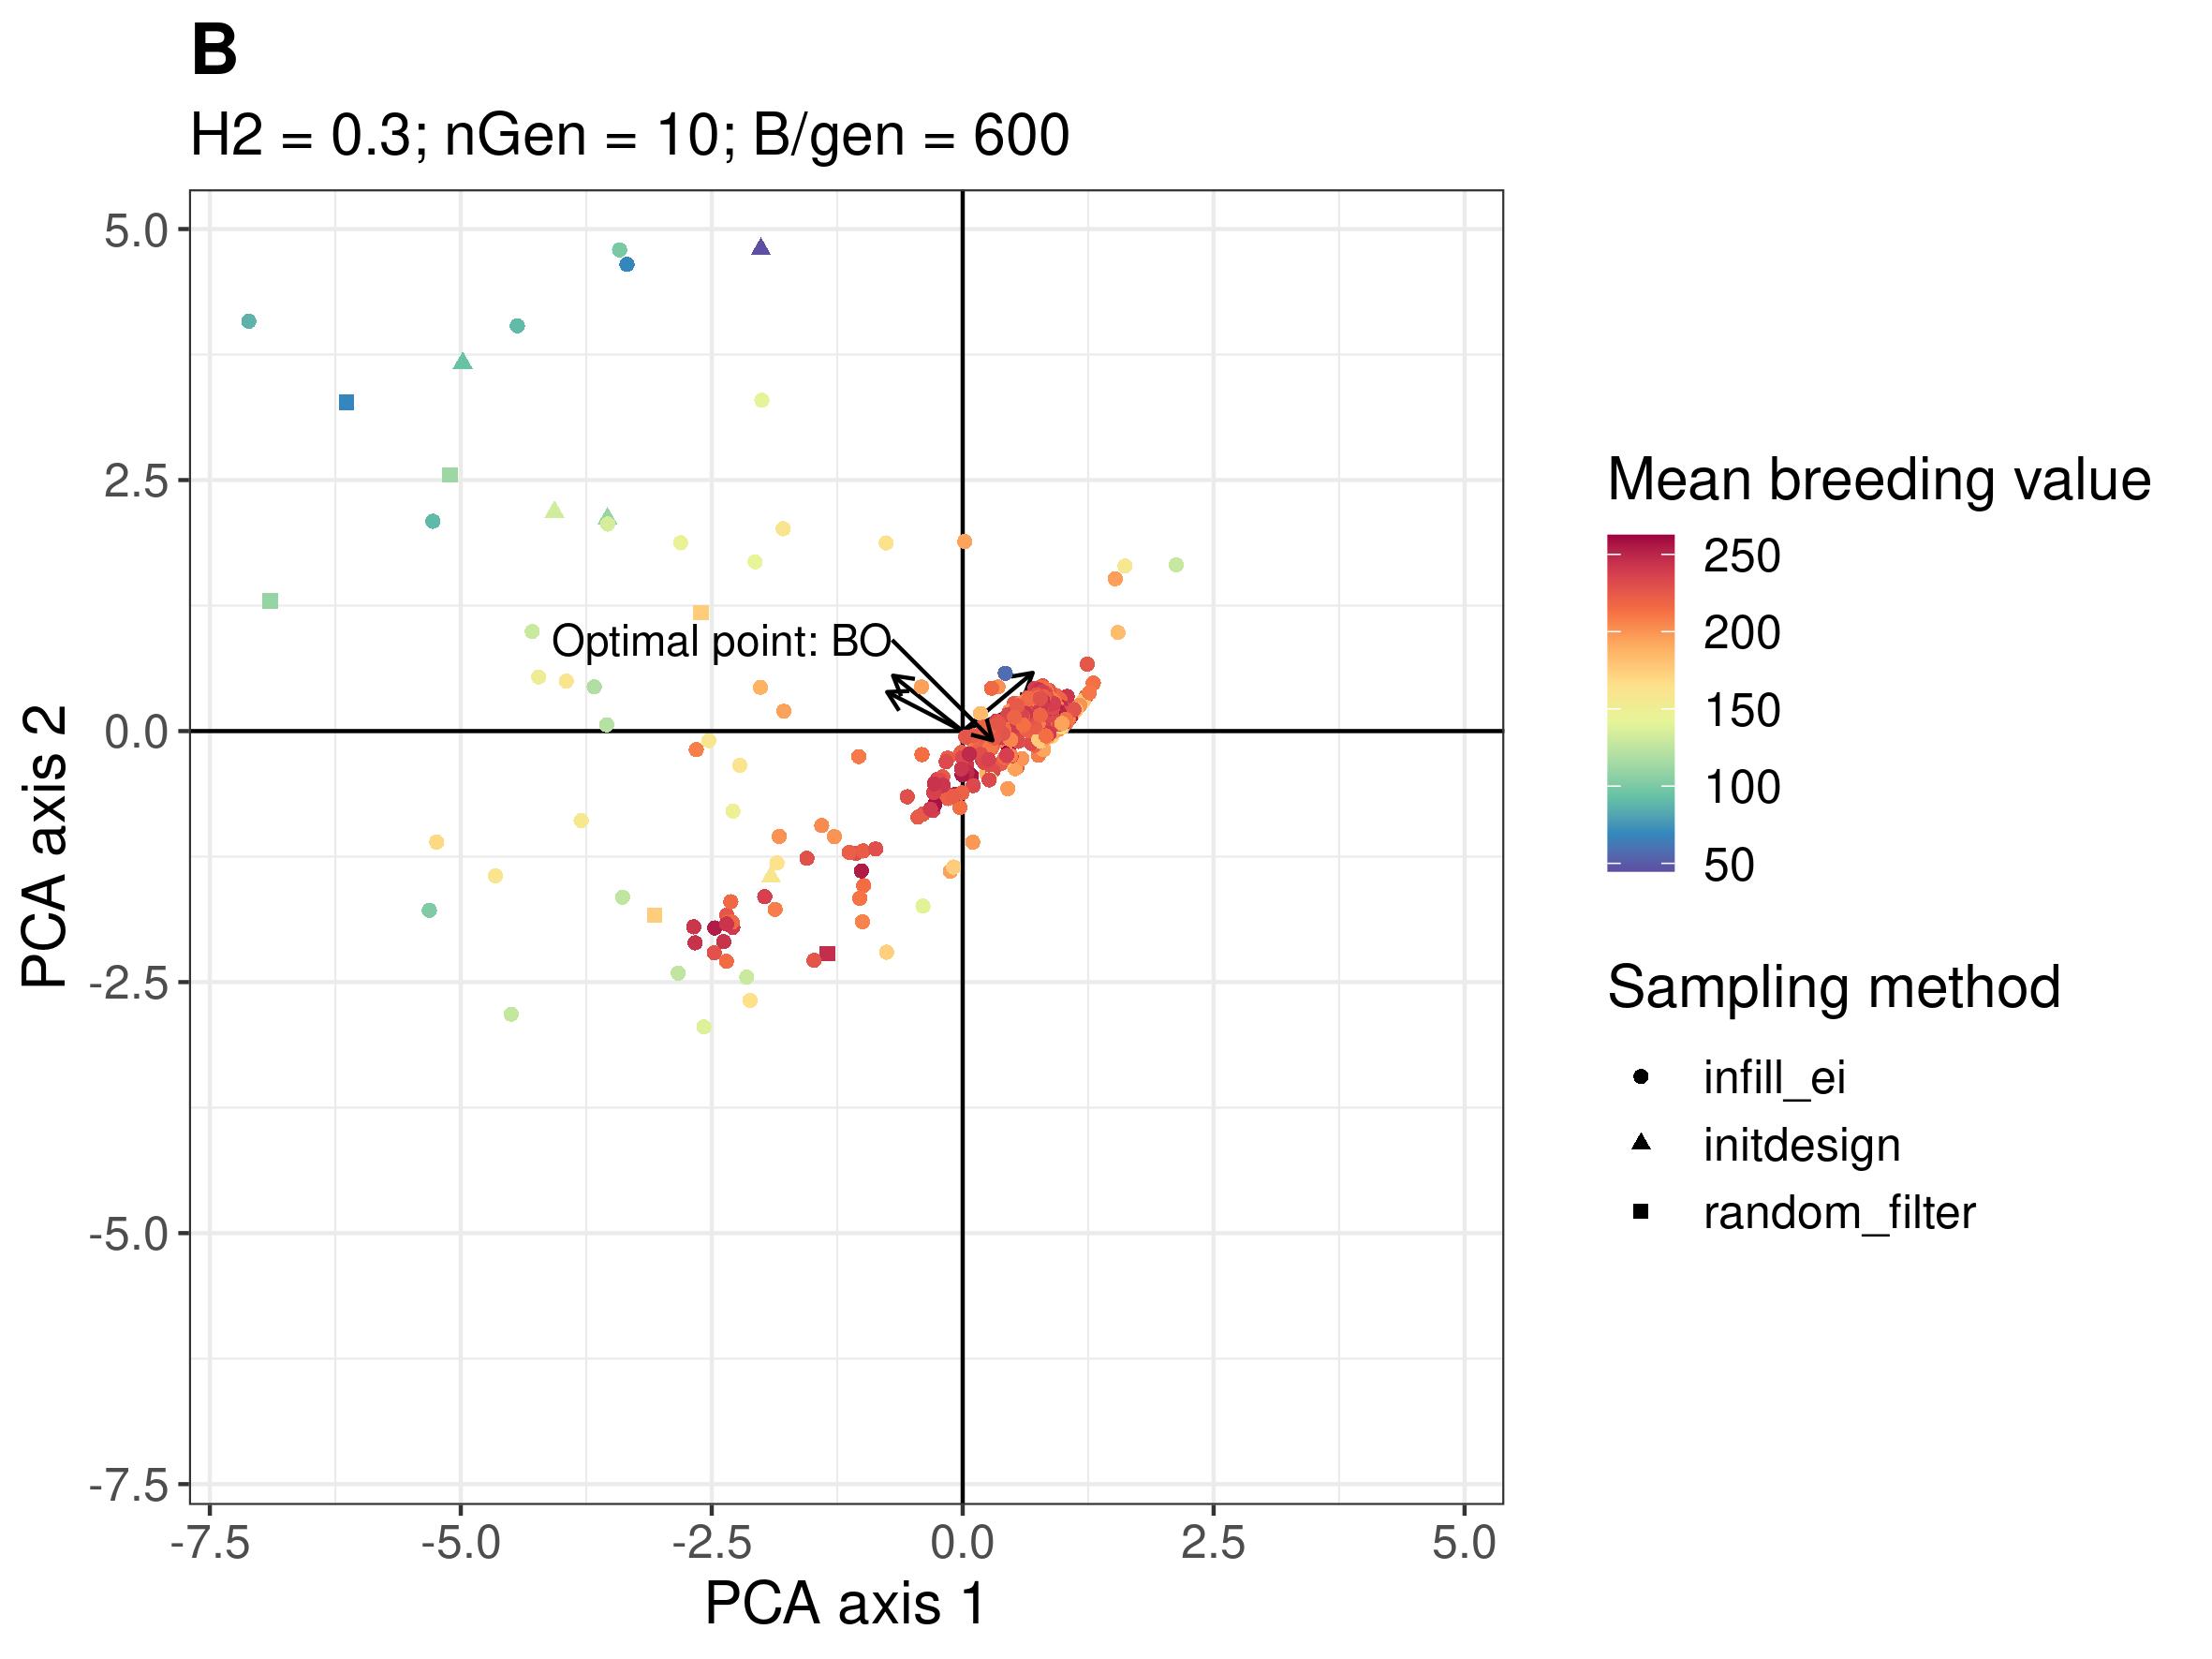 B
H2 = 0.3; nGen = 10; B/gen = 600
5.0
2.5
0.0
-2.5
-5.0
-7.5
PCA axis 2
Optimal point: BO
-7.5
-5.0
-2.5
0.0
2.5
5.0
PCA axis 1
Mean breeding value
250
200
150
100
50
Sampling method
infill_ei
initdesign
random_filter